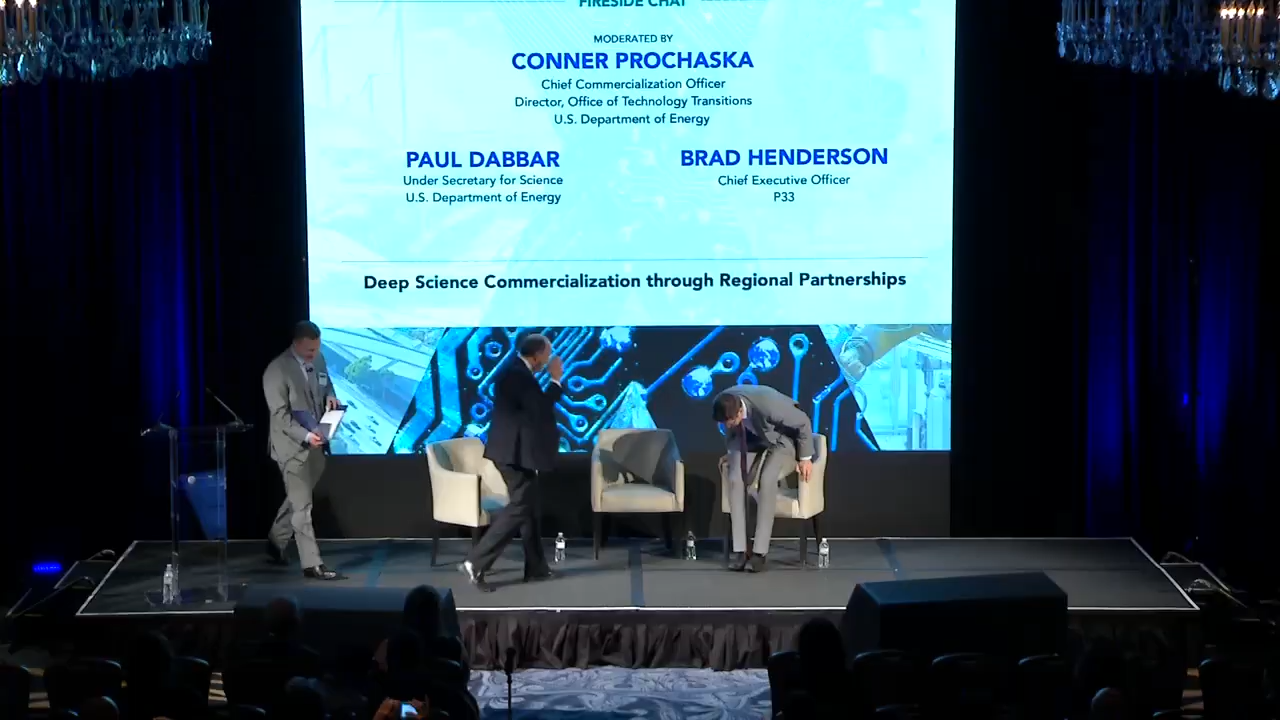 FIRESIDE CHAT
MODERATED BY
CONNER PROCHASKA
Chief Commercialization Officer
Director, Office of Technology Transitions
U.S. Department of Energy
PAUL DABBAR
Under Secretary for Science
U.S. Department of Energy
BRAD HENDERSON
Chief Executive Officer
P33
Deep Science Commercialization through Regional Partnerships